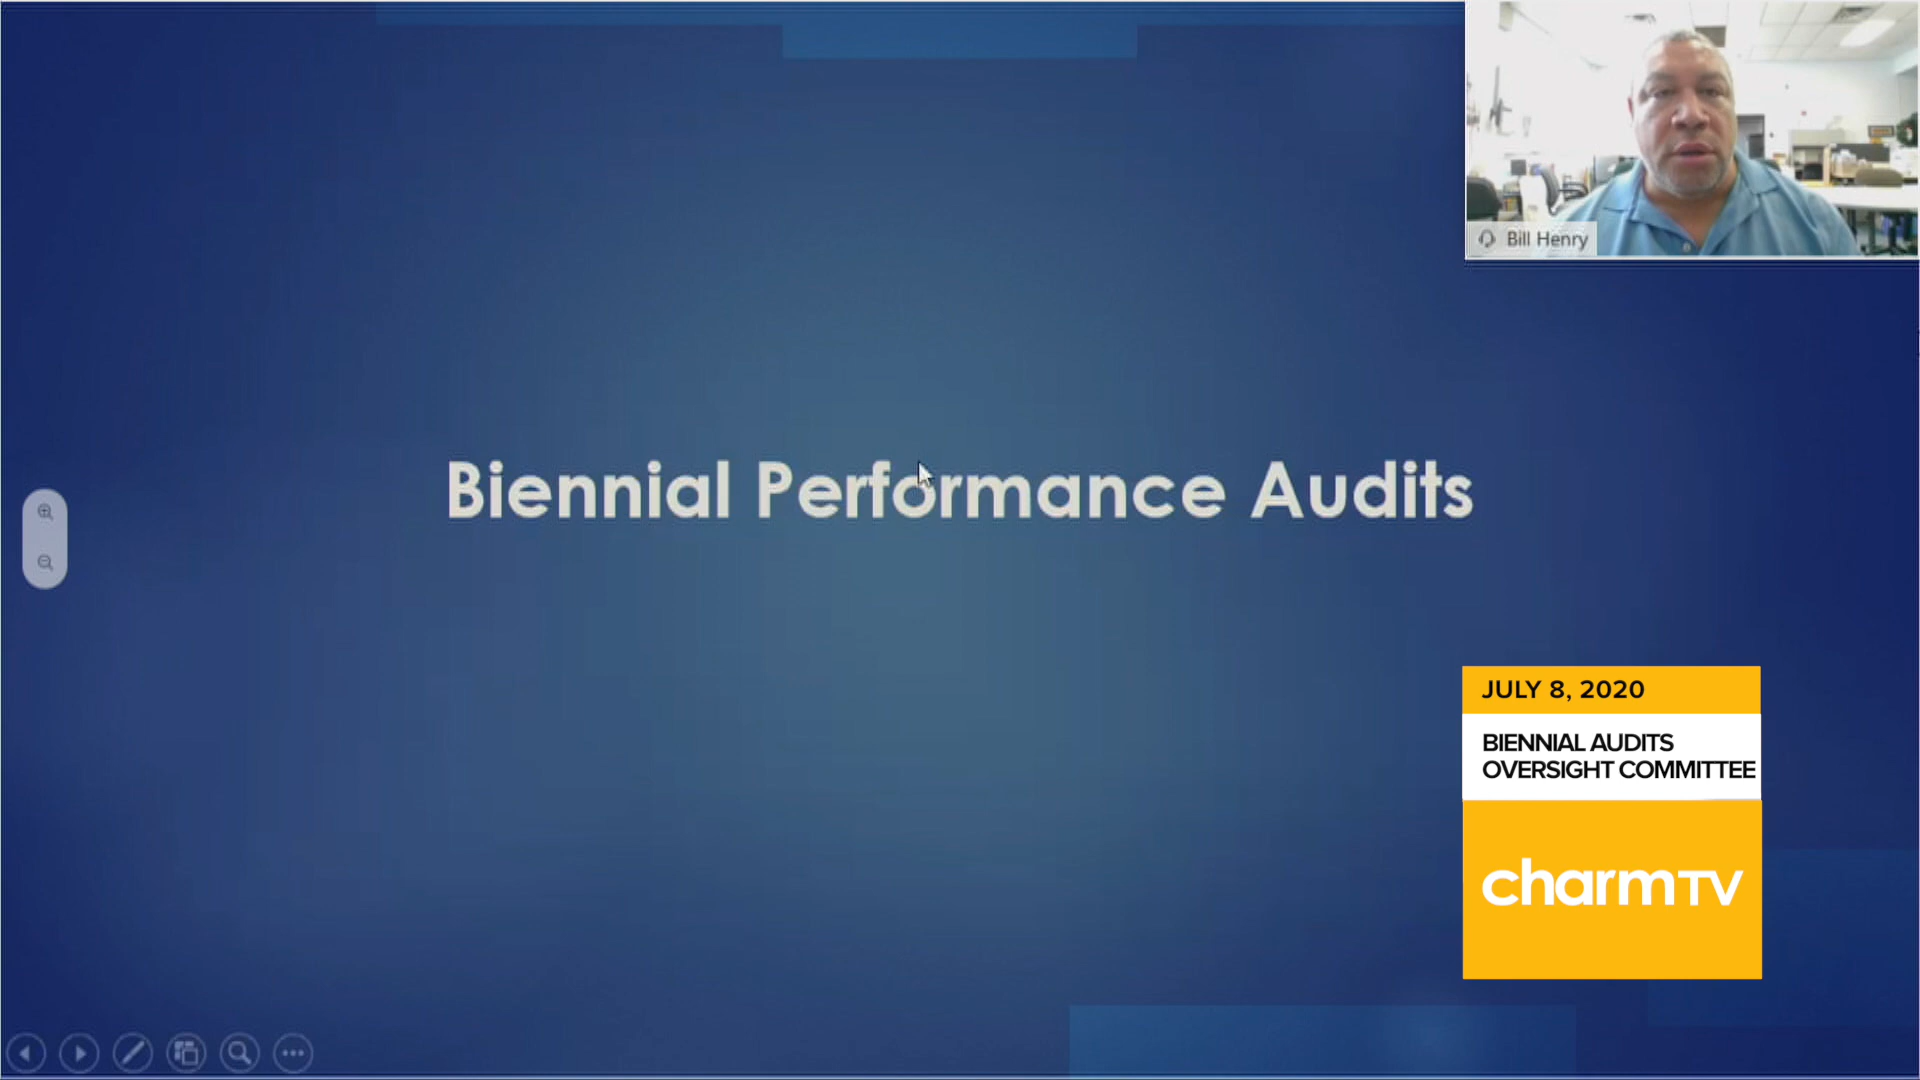 Bill Henry
Biennial Performance Audits
JULY 8, 2020
BIENNIAL AUDITS
OVERSIGHT COMMITTEE
charmTV